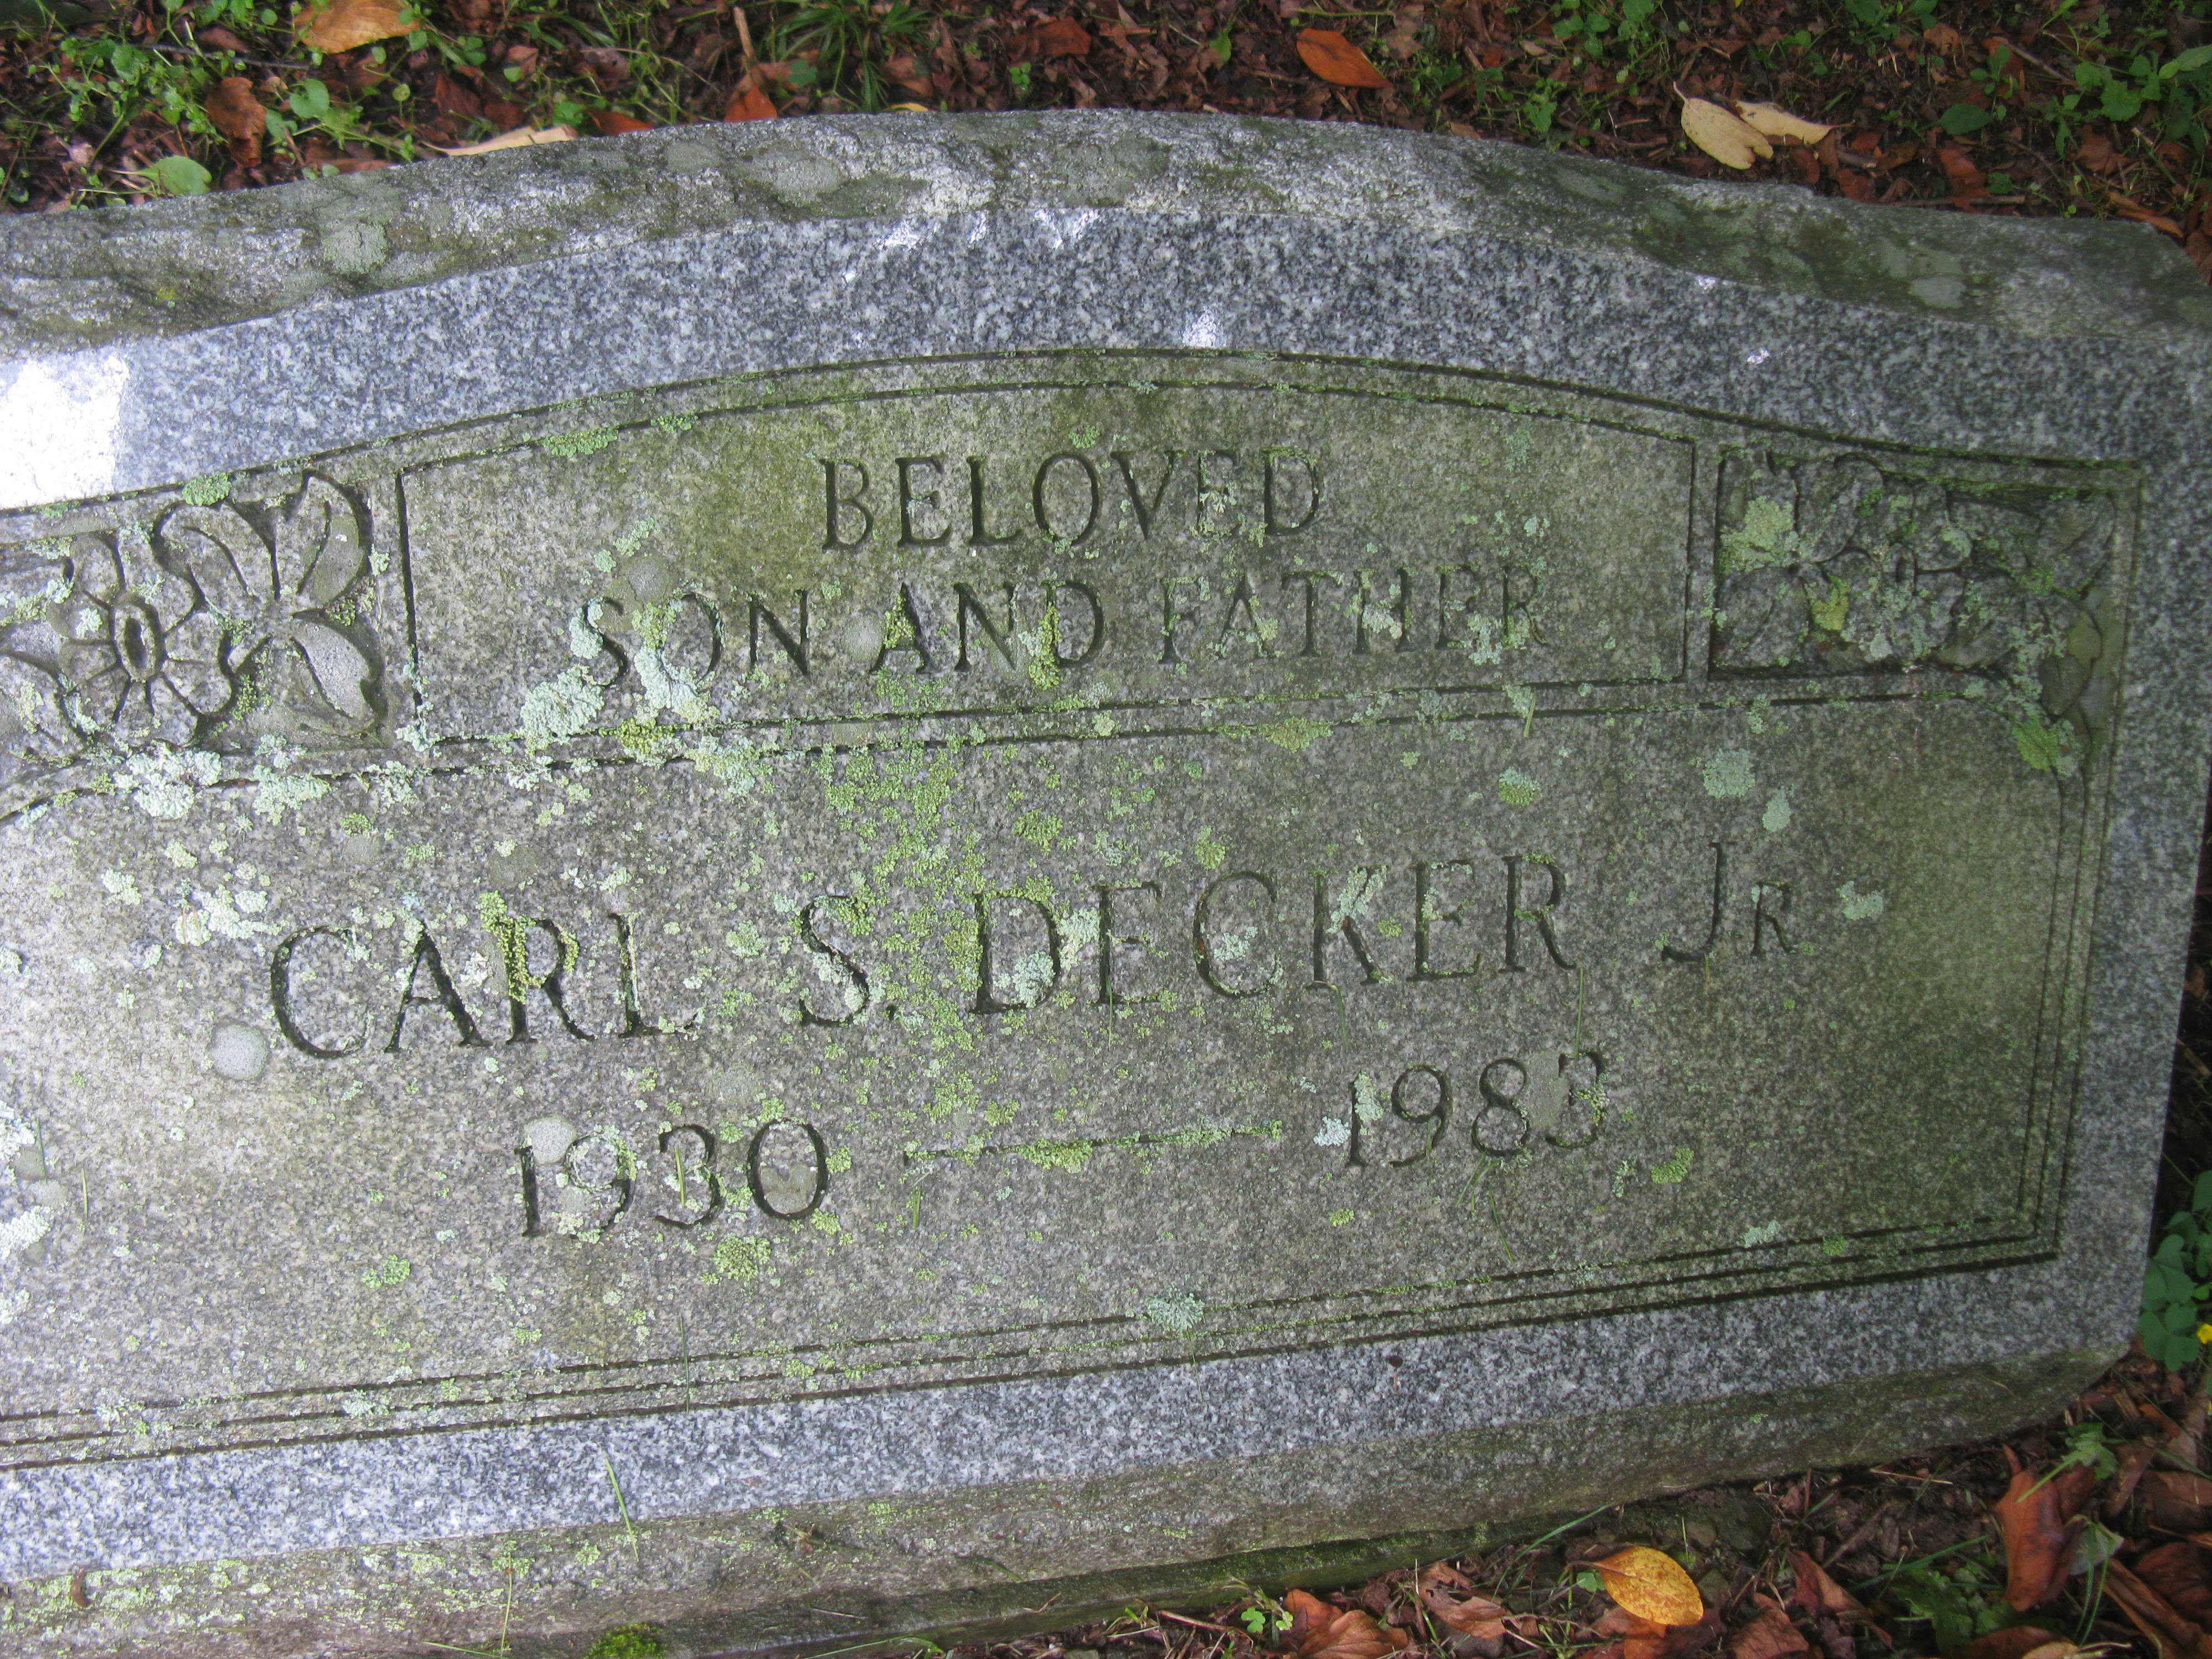 BELOVED
SON AND FATHER
CARL S. DECKER JR
1930 — 1983